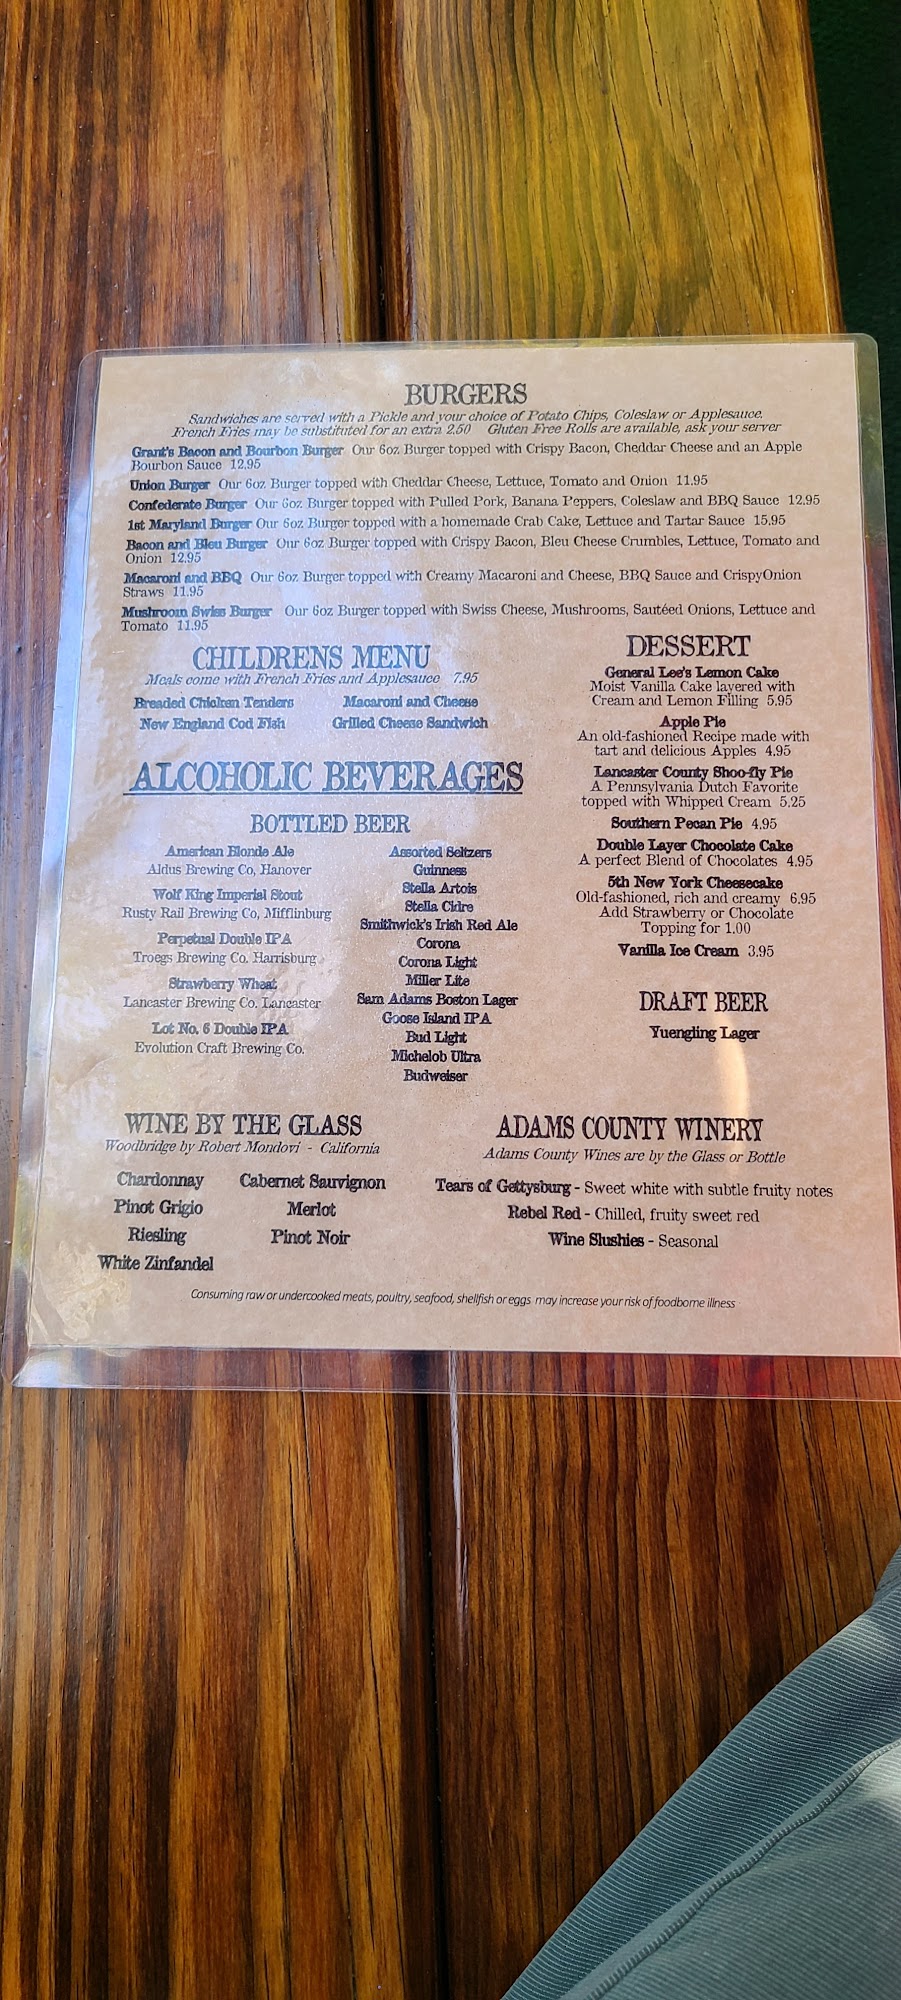 BURGERS
Sandwiches are served with a Pickle and your choice of Potato Chips, Coleslaw or Applesauce.
French Fries may be substituted for an extra 2.50 Gluten Free Rolls are available, ask your server
Grant's Bacon and Bourbon Burger Our 6oz Burger topped with Crispy Bacon, Cheddar Cheese and an Apple
Bourbon Sauce 12.95
Union Burger Our 6oz Burger topped with Cheddar Cheese, Lettuce, Tomato and Onion 11.95
Confederate Burger Our 6oz Burger topped with Pulled Pork, Banana Peppers, Coleslaw and BBQ Sauce 12.95
1st Maryland Burger Our 6oz Burger topped with a homemade Crab Cake, Lettuce and Tartar Sauce 15.95
Bacon and Bleu Burger Our 6oz Burger topped with Crispy Bacon, Bleu Cheese Crumbles, Lettuce, Tomato and
Onion 12.95
Macaroni and BBQ Our 6oz Burger topped with Creamy Macaroni and Cheese, BBQ Sauce and CrispyOnion
Straws 11.95
Mushroom Swiss Burger Our 6oz Burger topped with Swiss Cheese, Mushrooms, Sautéed Onions, Lettuce and
Tomato 11.95
CHILDRENS MENU
Meals come with French Fries and Applesauce 7.95
Breaded Chicken Tenders
Macaroni and Cheese
New England Cod Fish
Grilled Cheese Sandwich
DESSERT
General Lee's Lemon Cake
Moist Vanilla Cake layered with
Cream and Lemon Filling 5.95
Apple Pie
An old-fashioned Recipe made with
tart and delicious Apples 4.95
Lancaster County Shoo-fly Pie
A Pennsylvania Dutch Favorite
topped with Whipped Cream 5.25
Southern Pecan Pie 4.95
Double Layer Chocolate Cake
A perfect Blend of Chocolates 4.95
5th New York Cheesecake
Old-fashioned, rich and creamy 6.95
Add Strawberry or Chocolate
Topping for 1.00
Vanilla Ice Cream 3.95
ALCOHOLIC BEVERAGES
BOTTLED BEER
American Blonde Ale
Aldus Brewing Co, Hanover
Wolf King Imperial Stout
Rusty Rail Brewing Co, Mifflinburg
Perpetual Double IPA
Troegs Brewing Co. Harrisburg
Strawberry Wheat
Lancaster Brewing Co. Lancaster
Lot No. 6 Double IPA
Evolution Craft Brewing Co.
Assorted Seltzers
Guinness
Stella Artois
Stella Cidre
Smithwick's Irish Red Ale
Corona
Corona Light
Miller Lite
Sam Adams Boston Lager
Goose Island IPA
Bud Light
Michelob Ultra
Budweiser
DRAFT BEER
Yuengling Lager
WINE BY THE GLASS
Woodbridge by Robert Mondovi - California
Chardonnay
Cabernet Sauvignon
Pinot Grigio
Merlot
Riesling
Pinot Noir
White Zinfandel
ADAMS COUNTY WINERY
Adams County Wines are by the Glass or Bottle
Tears of Gettysburg - Sweet white with subtle fruity notes
Rebel Red - Chilled, fruity sweet red
Wine Slushies - Seasonal
Consuming raw or undercooked meats, poultry, seafood, shellfish or eggs may increase your risk of foodborne illness